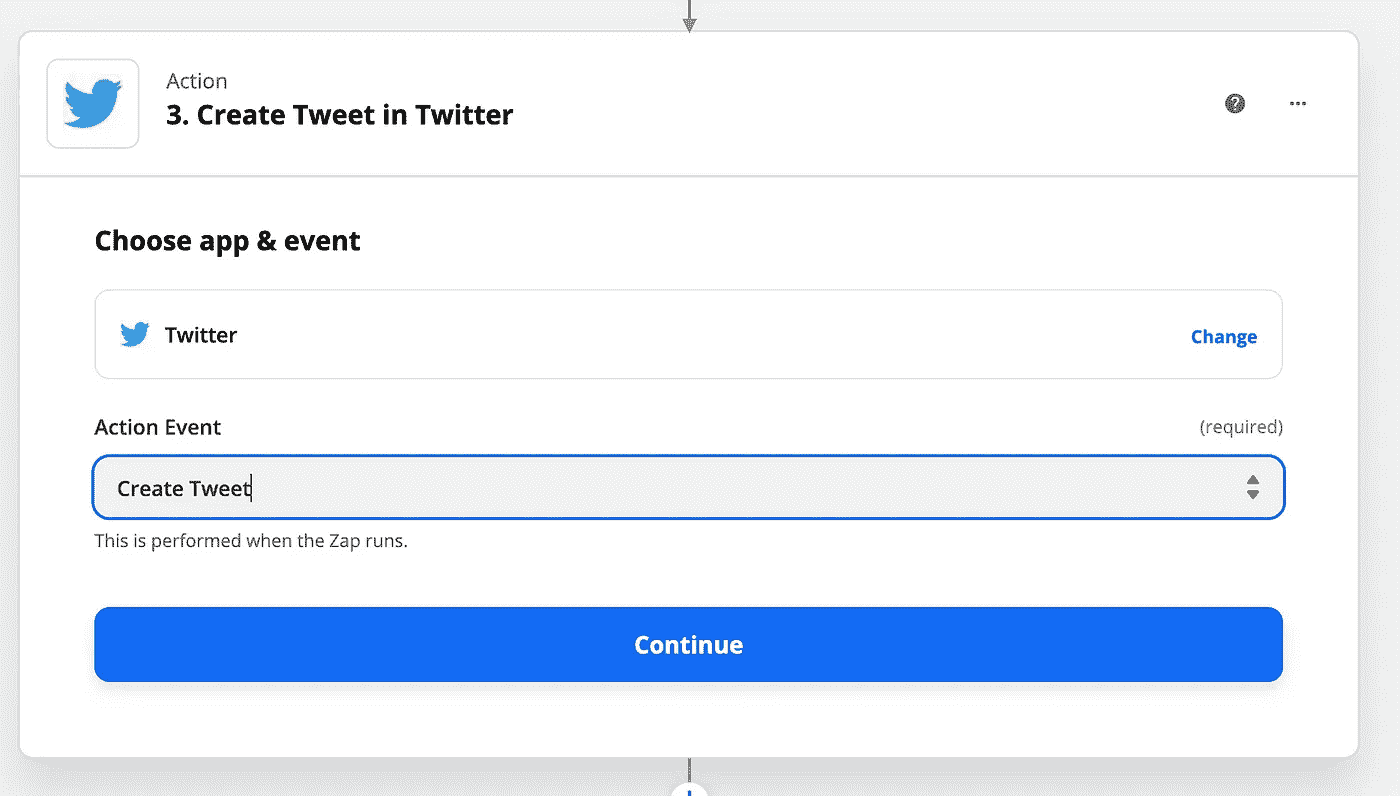 Action
3. Create Tweet in Twitter
Choose app & event
Twitter
Change
Action Event
(required)
Create Tweet
This is performed when the Zap runs.
Continue